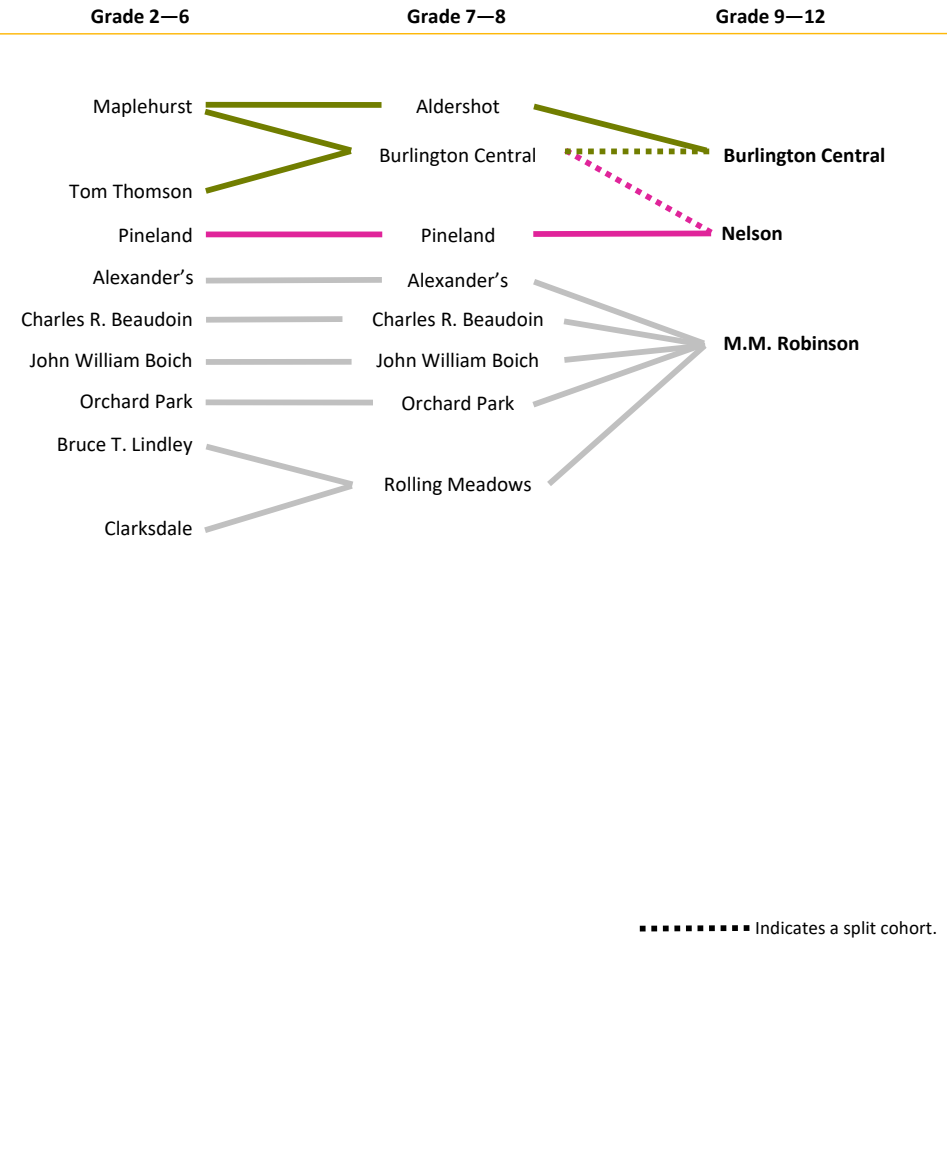 Grade 2—6 Grade 7—8 Grade 9—12
Maplehurst Aldershot
Burlington Central Burlington Central
Tom Thomson
Pineland Pineland Nelson
Alexander’s Alexander’s
Charles R. Beaudoin Charles R. Beaudoin
M.M. Robinson
John William Boich John William Boich
Orchard Park Orchard Park
Bruce T. Lindley
Rolling Meadows
Clarksdale
Indicates a split cohort.